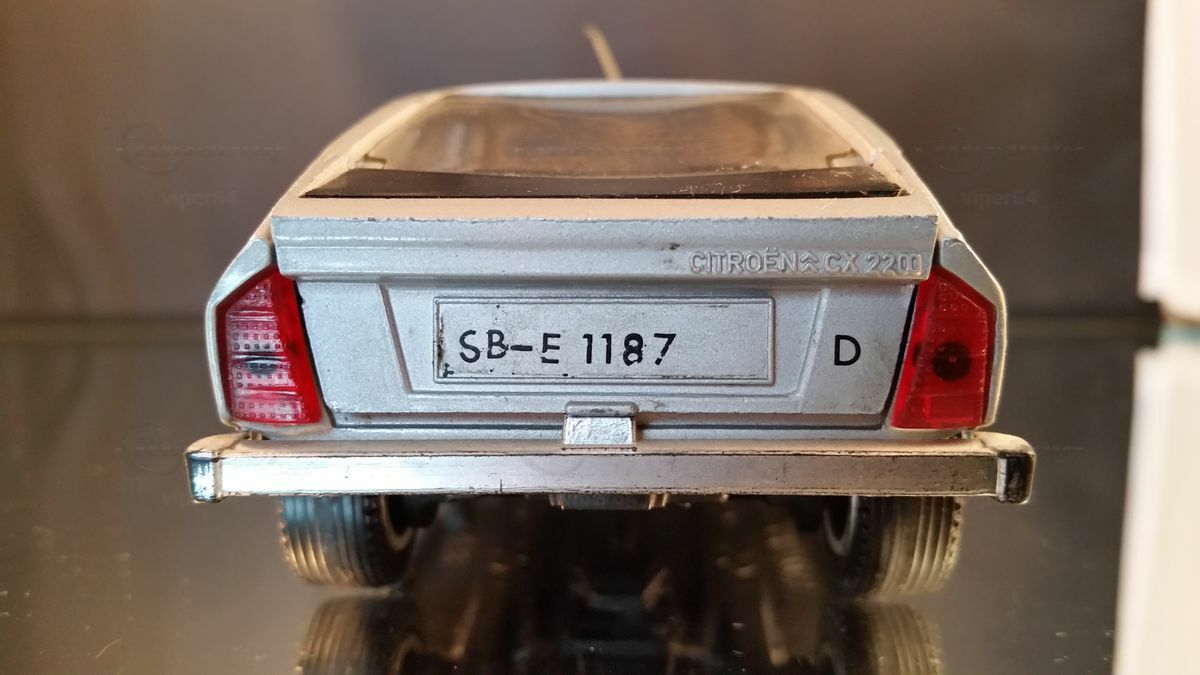 CITROËN CX 2200
SB-E 1187
D
viper64
viper64